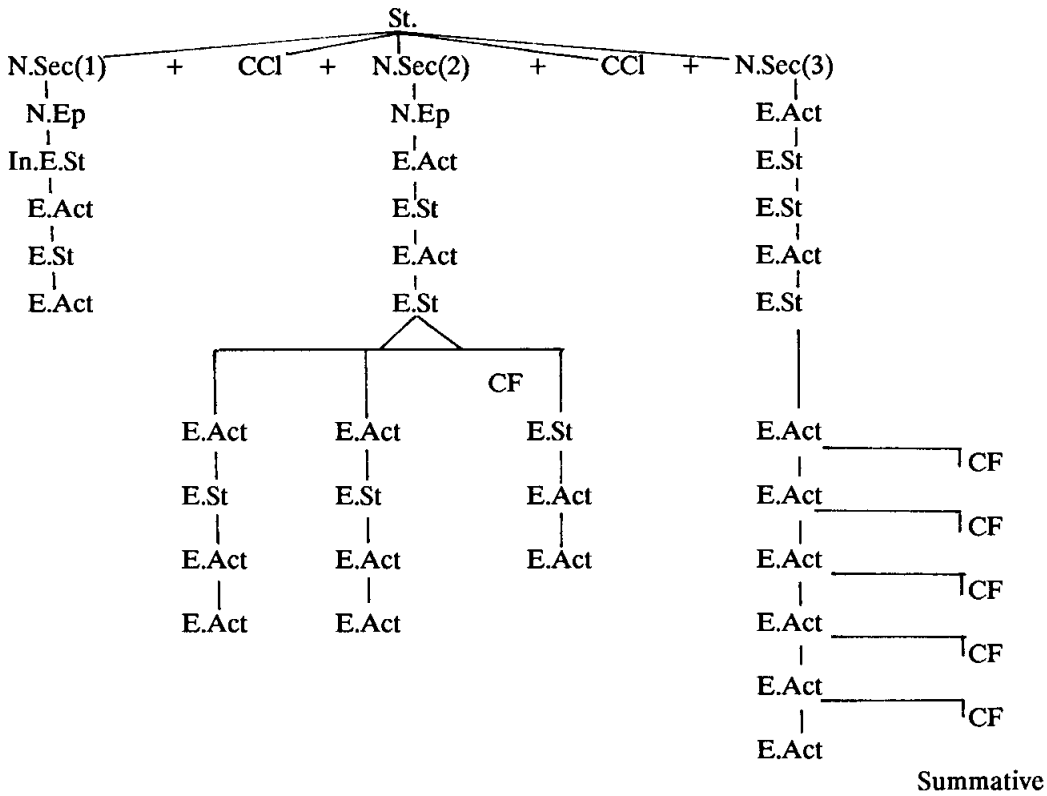 St.
N.Sec(1) + CCl + N.Sec(2) + CCl + N.Sec(3)
N.Ep N.Ep E.Act
In.E.St E.Act E.St
E.Act E.St E.St
E.St E.Act E.Act
E.Act E.St E.St
CF
E.Act E.Act E.St E.Act
CF
E.St E.St E.Act E.Act
CF
E.Act E.Act E.Act E.Act
CF
E.Act E.Act E.Act
CF
E.Act
CF
E.Act
Summative